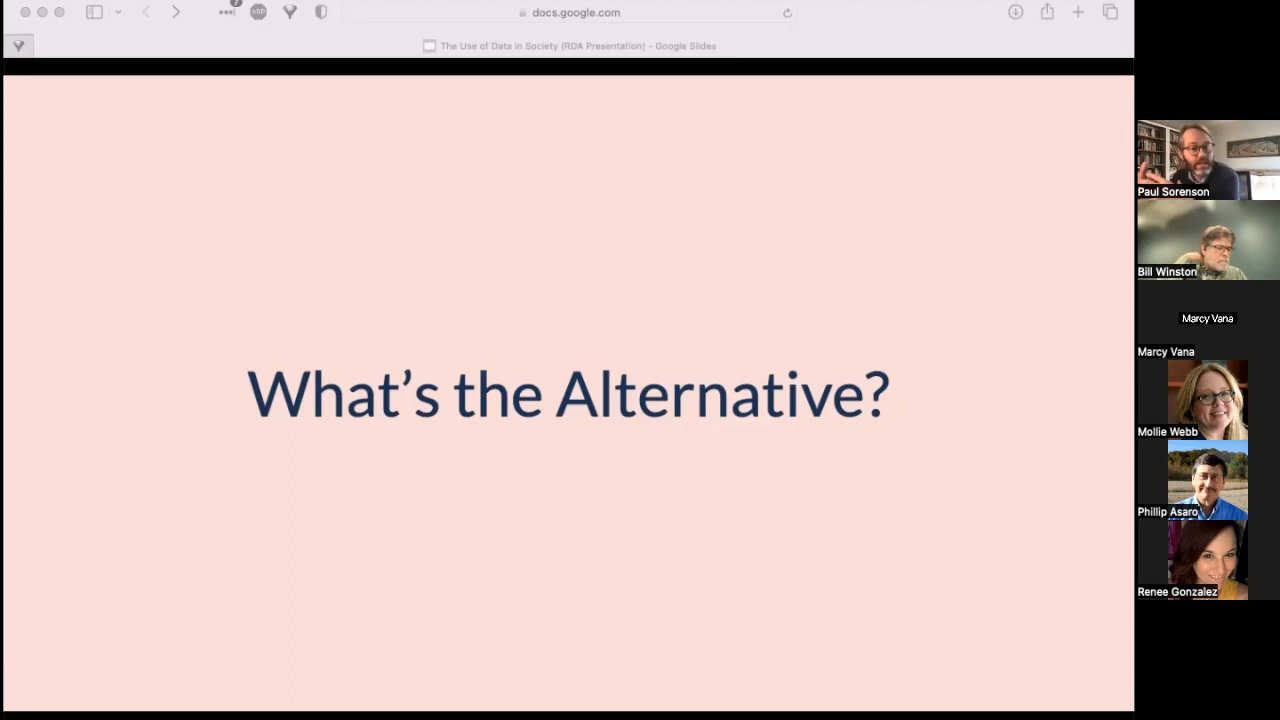 docs.google.com
The Use of Data in Society (RDA Presentation) – Google Slides
What's the Alternative?
Paul Sorenson
Bill Winston
Marcy Vana
Marcy Vana
Mollie Webb
Phillip Asaro
Renee Gonzalez